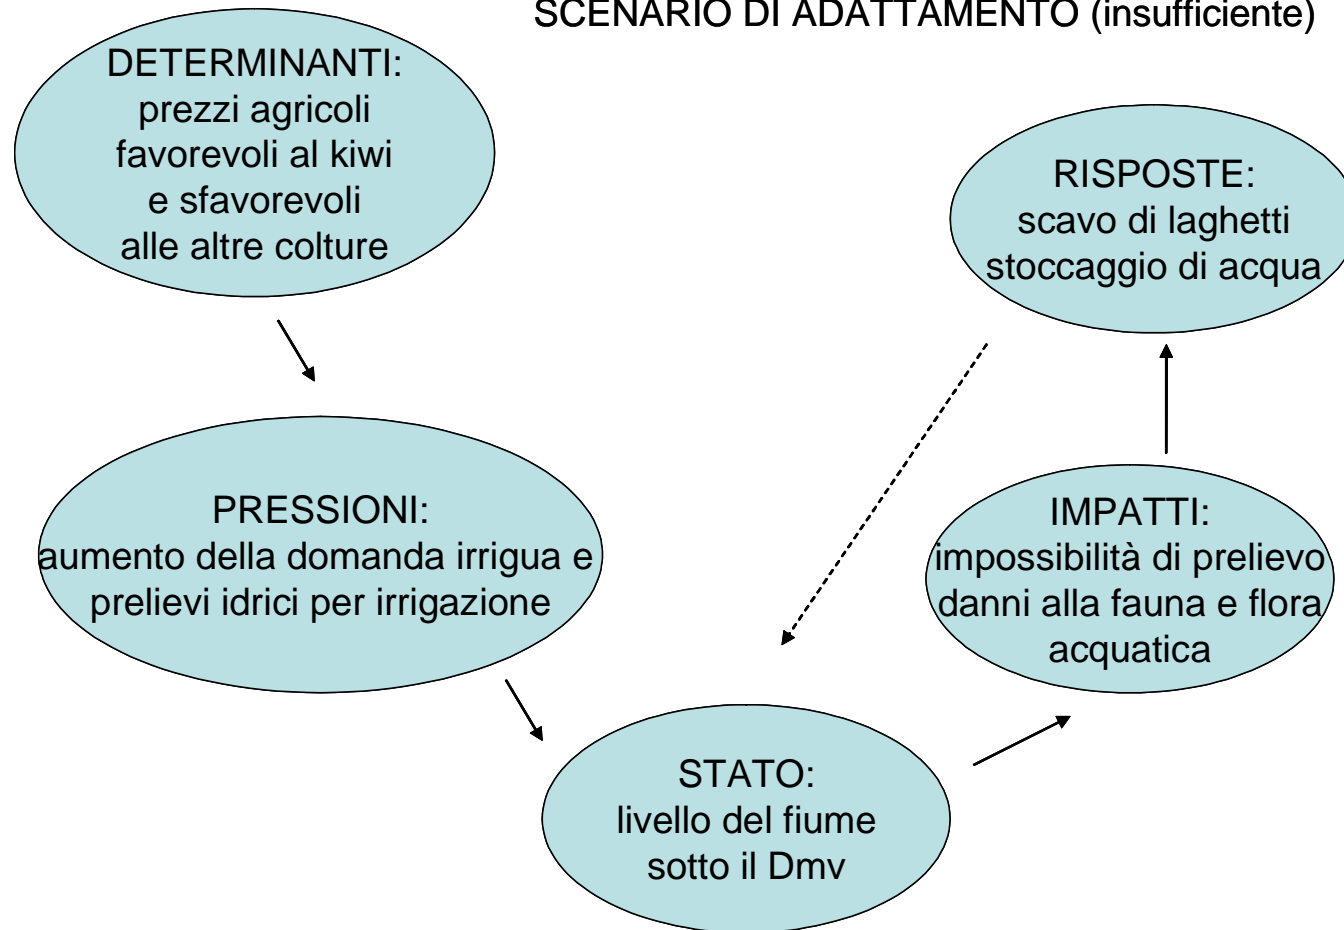 SCENARIO DI ADATTAMENTO (insufficiente)
DETERMINANTI:
prezzi agricoli
favorevoli al kiwi
e sfavorevoli
alle altre colture
RISPOSTE:
scavo di laghetti
stoccaggio di acqua
PRESSIONI:
aumento della domanda irrigua e
prelievi idrici per irrigazione
IMPATTI:
impossibilità di prelievo
danni alla fauna e flora
acquatica
STATO:
livello del fiume
sotto il Dmv